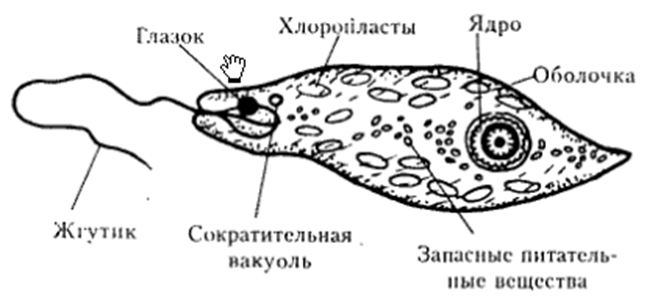 Глазок
Хлоропласты
Ядро
Оболочка
Жгутик
Сократительная
вакуоль
Запасные питатель-
ные вещества